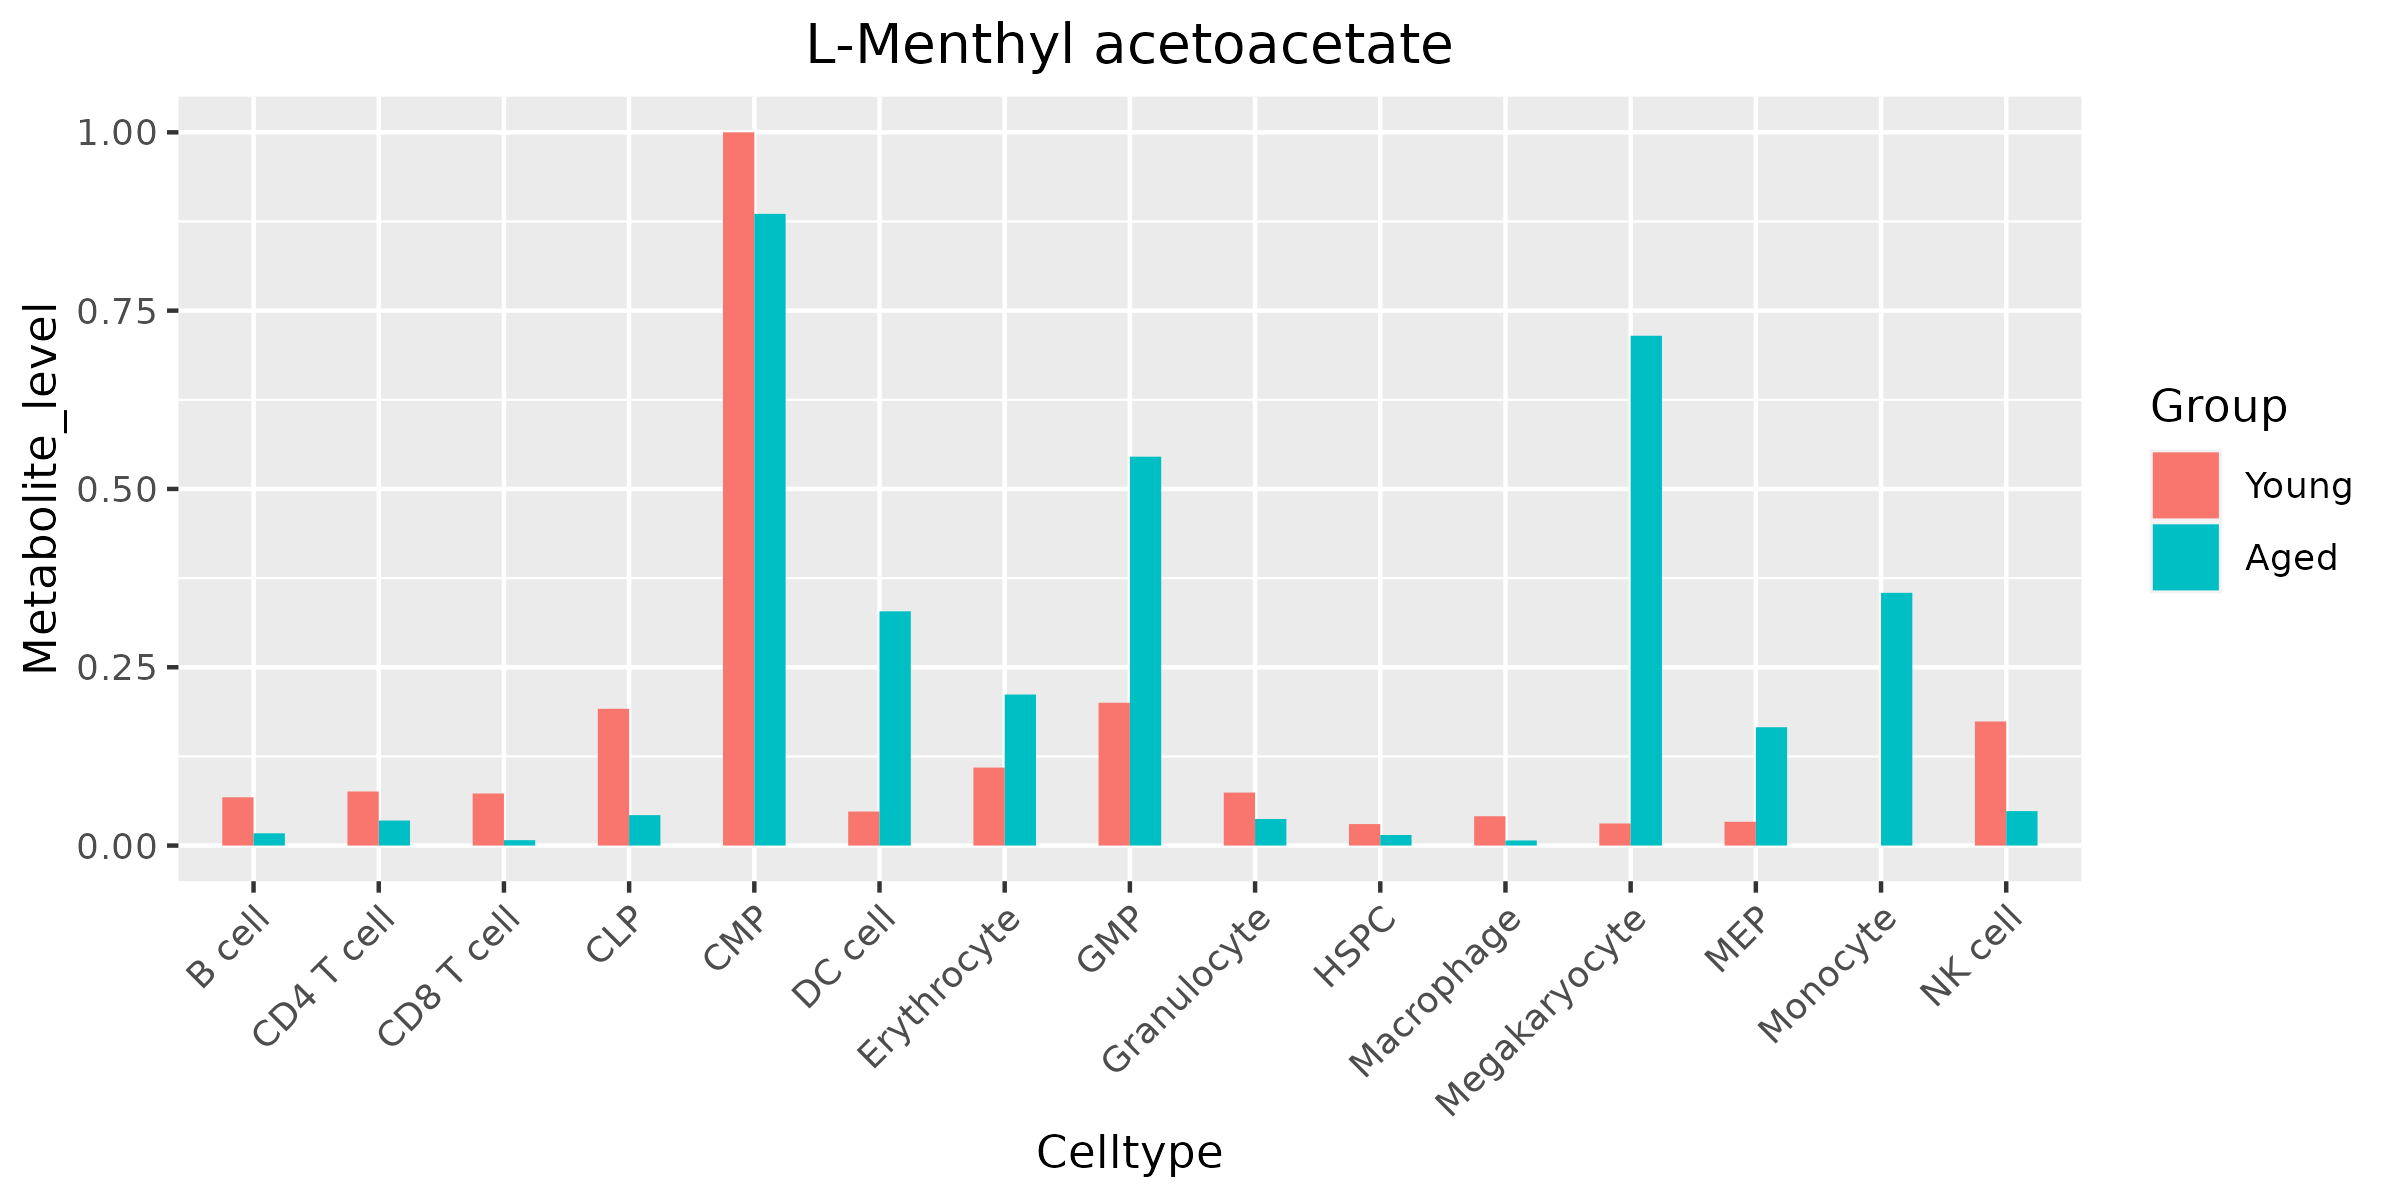 L-Menthyl acetoacetate
Metabolite_level
1.00
0.75
0.50
0.25
0.00
B cell
CD4 T cell
CD8 T cell
CLP
CMP
DC cell
Erythrocyte
GMP
Granulocyte
HSPC
Macrophage
Megakaryocyte
MEP
Monocyte
NK cell
Celltype
Group
Young
Aged